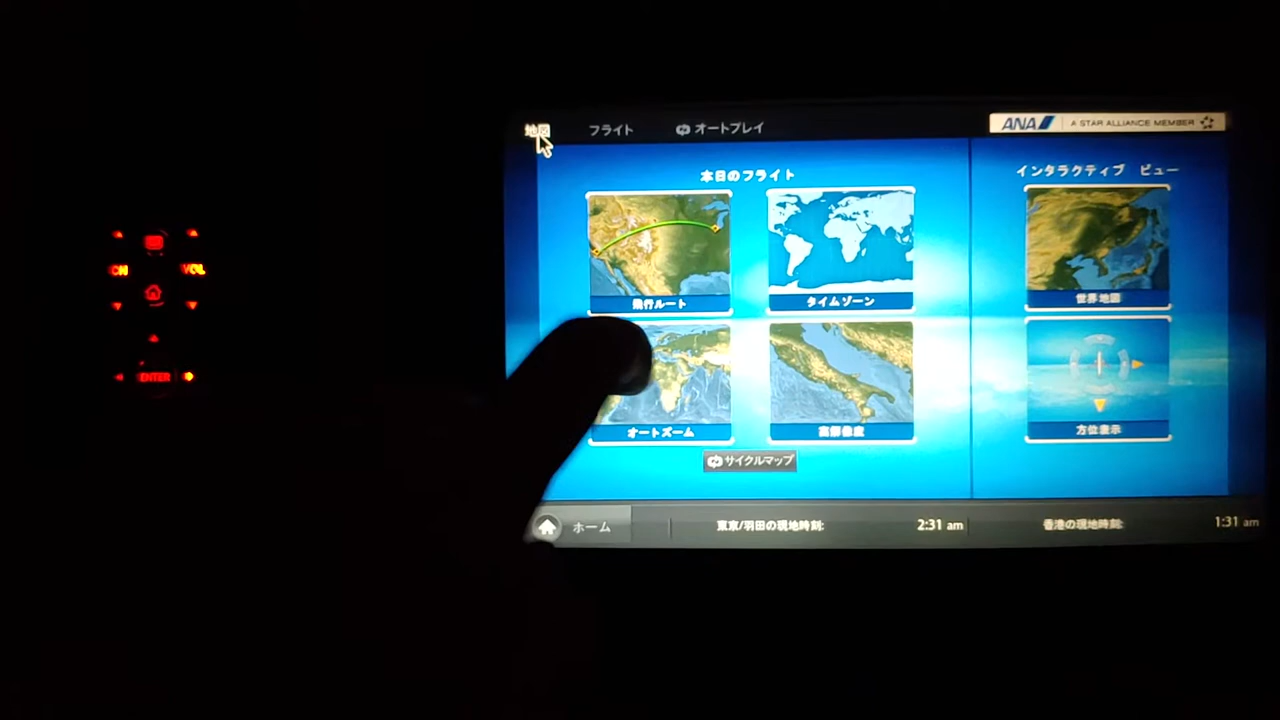 地図 フライト オートプレイ ANA A STAR ALLIANCE MEMBER
本日のフライト
インタラクティブ ビュー
飛行ルート
タイムゾーン
世界地図
オートズーム
高解像度
方位表示
サイクルマップ
ホーム 東京/羽田の現地時刻: 2:31 am 香港の現地時刻: 1:31 am
VOL
ENTER